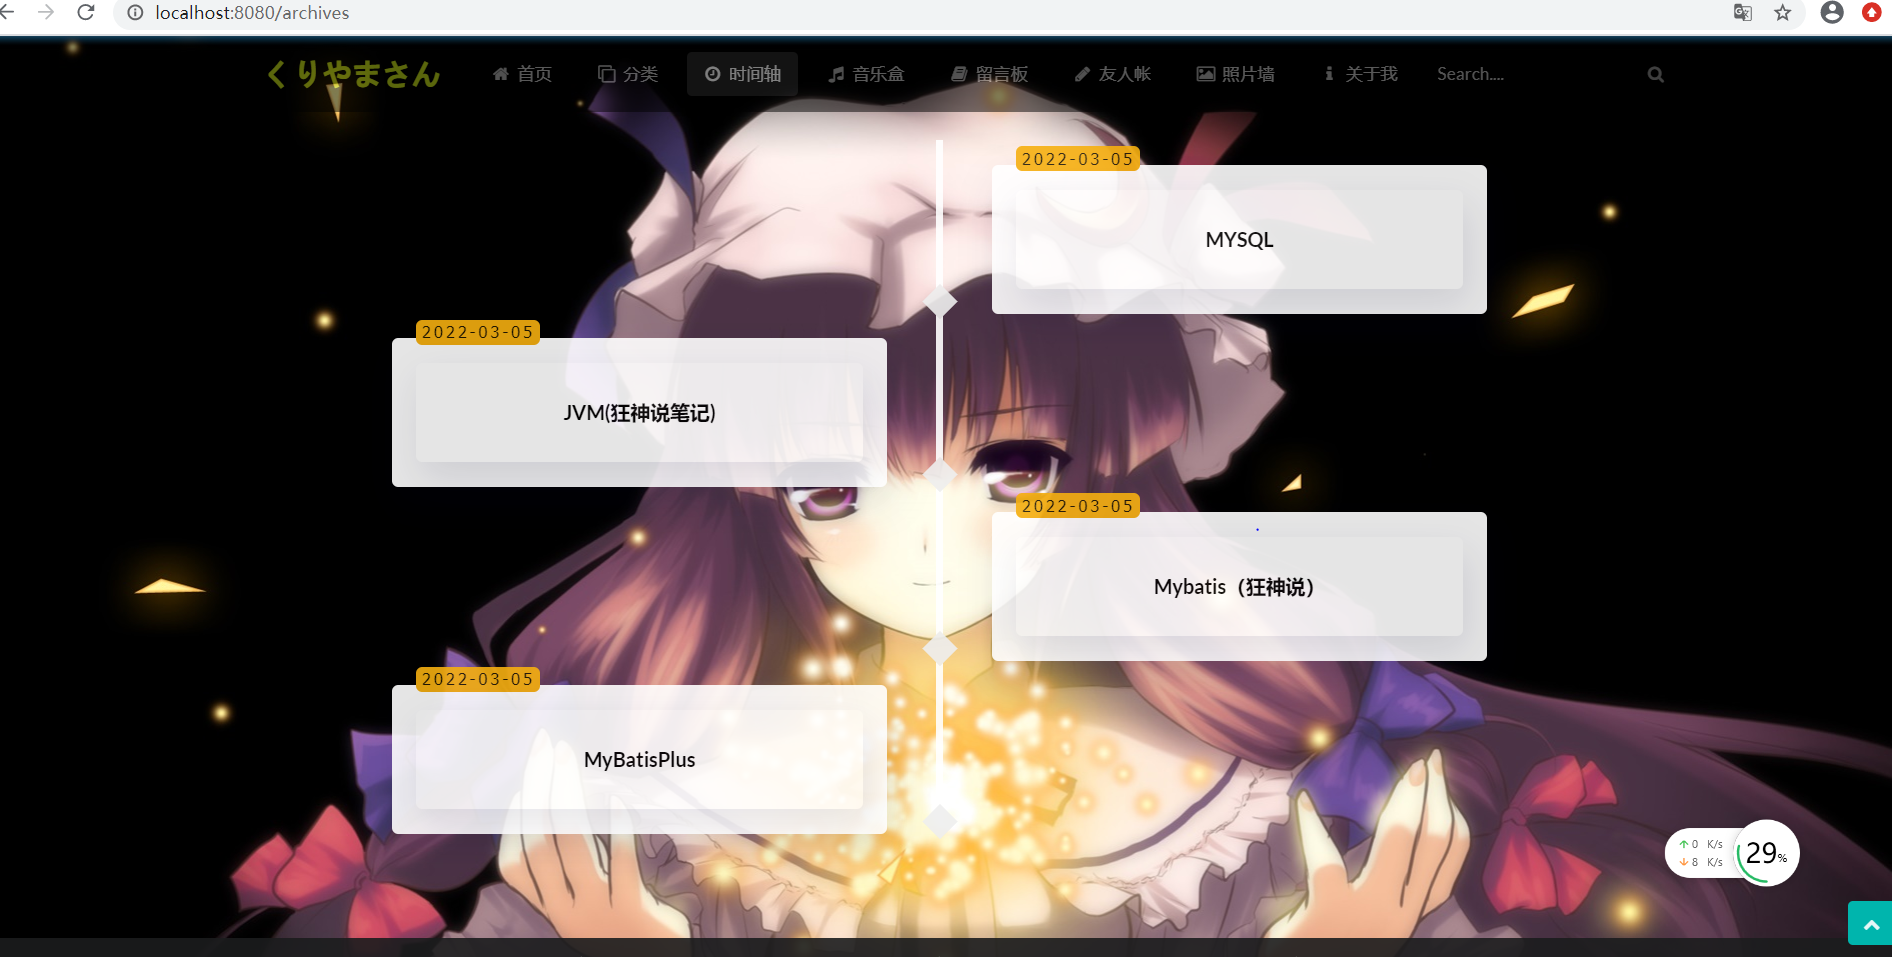 localhost:8080/archives
くりやまさん 首页 分类 时间轴 音乐盒 留言板 友人帐 照片墙 关于我 Search....
2022-03-05
MYSQL
2022-03-05
JVM(狂神说笔记)
2022-03-05
Mybatis（狂神说）
2022-03-05
MyBatisPlus
0 K/s
8 K/s
29%